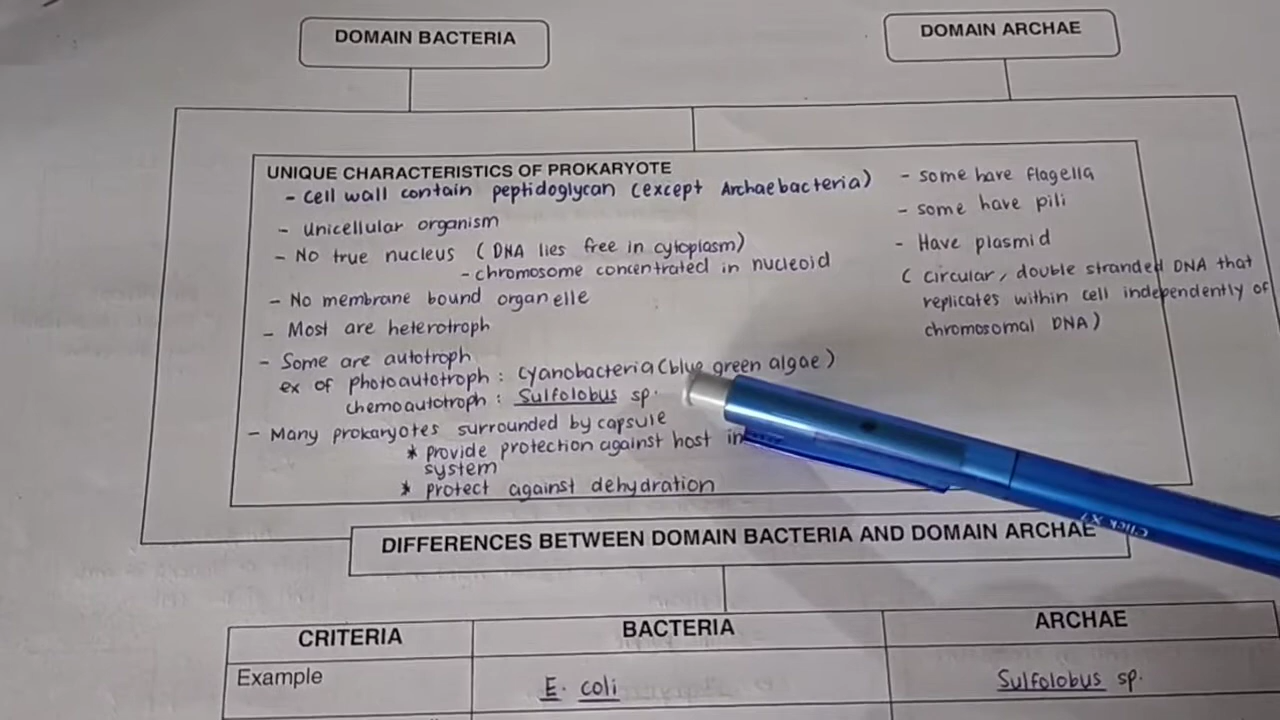 DOMAIN BACTERIA
DOMAIN ARCHAE
UNIQUE CHARACTERISTICS OF PROKARYOTE
- cell wall contain peptidoglycan (except Archaebacteria)
- Unicellular organism
- No true nucleus (DNA lies free in cytoplasm)
- chromosome concentrated in nucleoid
- No membrane bound organelle
- Most are heterotroph
- Some are autotroph
ex of photoautotroph : cyanobacteria (blue green algae)
chemoautotroph : Sulfolobus sp.
- Many prokaryotes surrounded by capsule
* provide protection against host
system
* protect against dehydration
- some have flagella
- some have pili
- Have plasmid
( circular, double stranded DNA that
replicates within cell independently of
chromosomal DNA)
DIFFERENCES BETWEEN DOMAIN BACTERIA AND DOMAIN ARCHAE
CRITERIA BACTERIA ARCHAE
Example E. coli Sulfolobus sp.